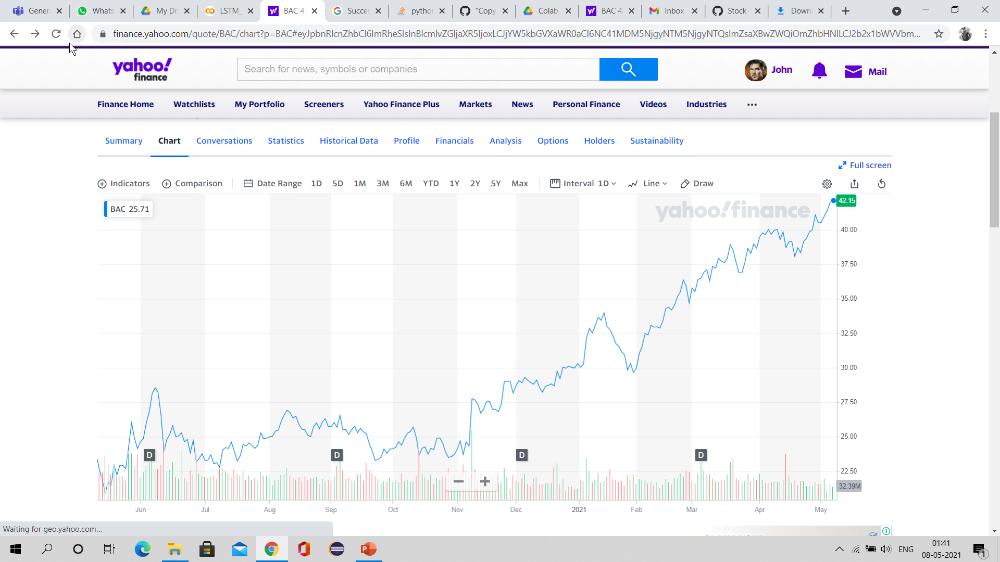 Gener
Whats
My Dri
LSTM_
BAC 4.
Succes
pythor
"Copy
Colab
BAC 4
Inbox
Stock-
Downl
finance.yahoo.com/quote/BAC/chart?p=BAC#eyJpbnRlcnZhbCI6ImRheSIsInBlcmlvZGljaXR5IjoxLCJjYW5kbGVXaWR0aCI6NC41MDM5NjgyNTM5NjgyNTQsImZsaXBwZWQiOmZhbHNlLCJ2b2x1bWVVbm...
yahoo!
finance
Search for news, symbols or companies
John
Mail
Finance Home Watchlists My Portfolio Screeners Yahoo Finance Plus Markets News Personal Finance Videos Industries ...
Summary Chart Conversations Statistics Historical Data Profile Financials Analysis Options Holders Sustainability
Full screen
Indicators Comparison Date Range 1D 5D 1M 3M 6M YTD 1Y 2Y 5Y Max Interval 1D Line Draw
BAC 25.71
yahoo!finance
42.15
40.00
37.50
35.00
32.50
30.00
27.50
25.00
D D D D
22.50
32.39M
Jun Jul Aug Sep Oct Nov Dec 2021 Feb Mar Apr May
Waiting for geo.yahoo.com...
ENG
01:41
08-05-2021
1